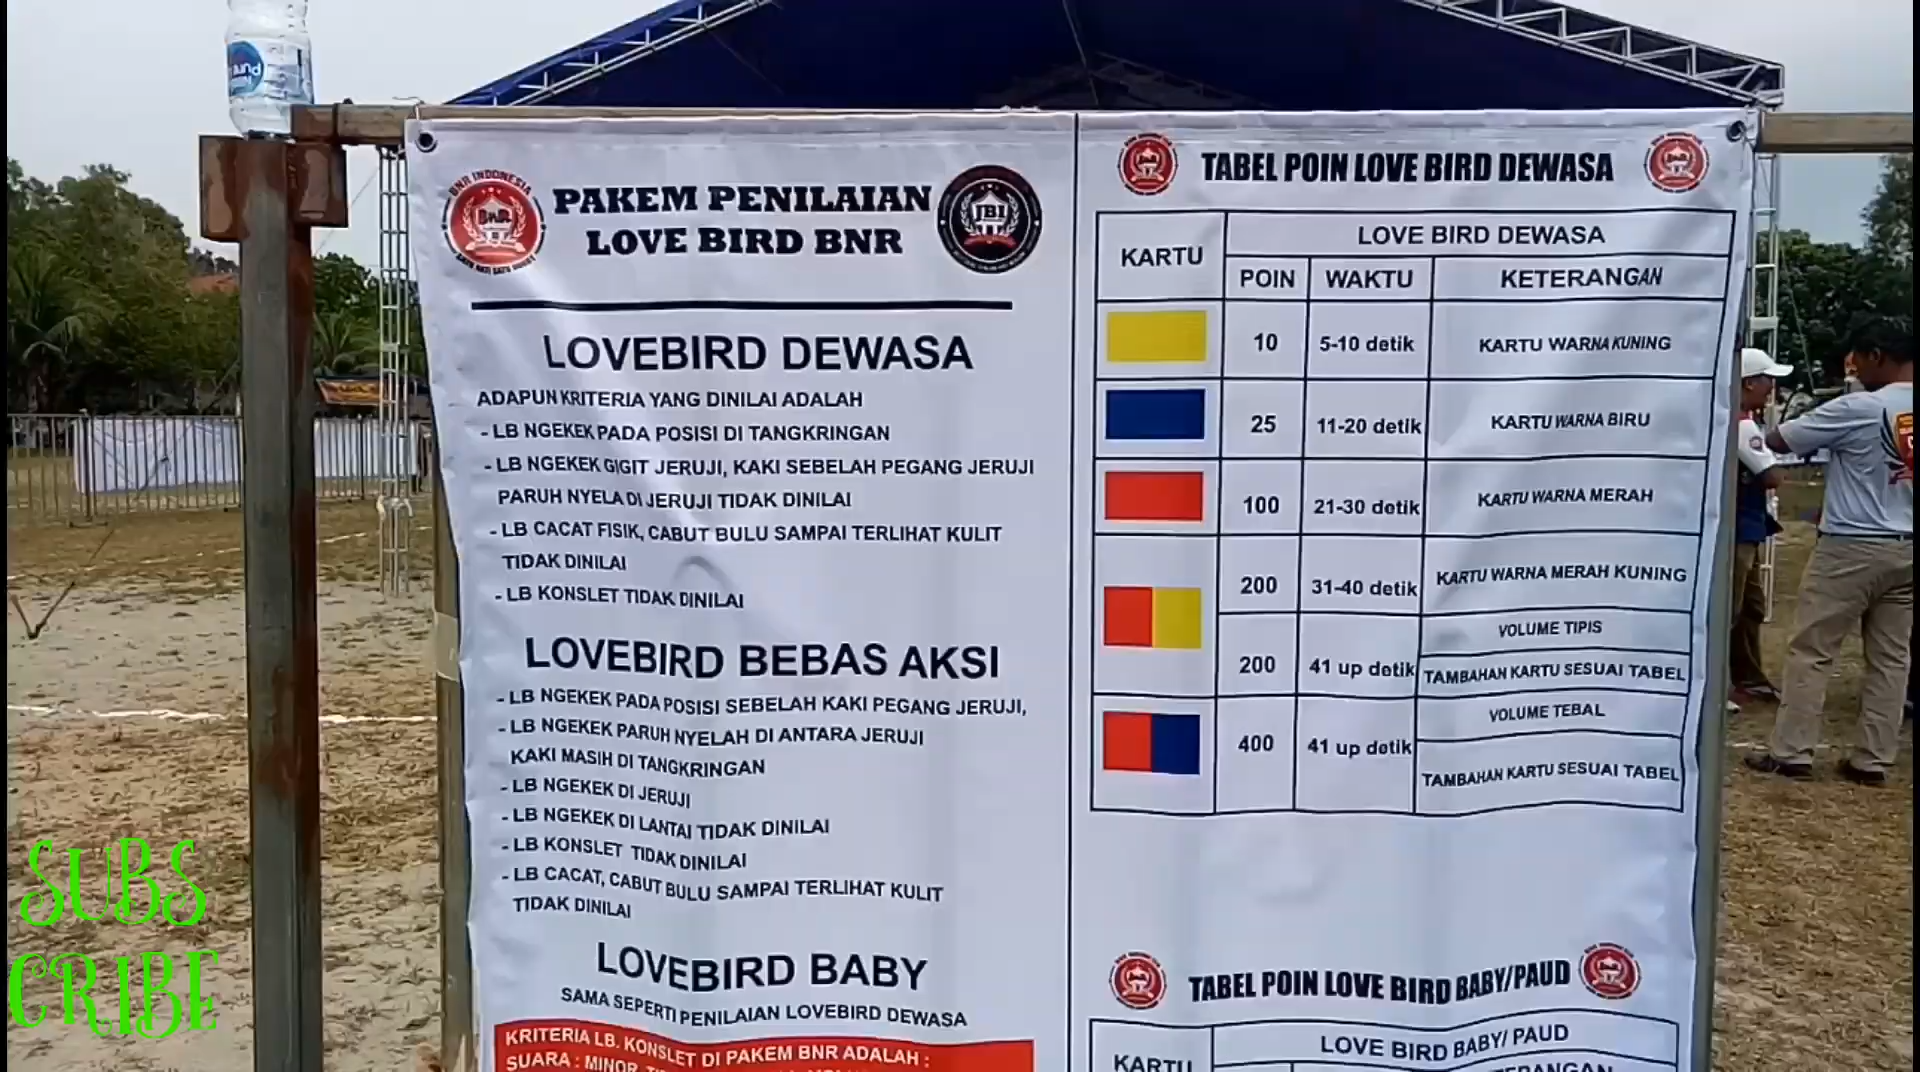 PAKEM PENILAIAN
LOVE BIRD BNR
BNR INDONESIA
BnR
JBI
LOVEBIRD DEWASA
ADAPUN KRITERIA YANG DINILAI ADALAH
- LB NGEKEK PADA POSISI DI TANGKRINGAN
- LB NGEKEK GIGIT JERUJI, KAKI SEBELAH PEGANG JERUJI
PARUH NYELA DI JERUJI TIDAK DINILAI
- LB CACAT FISIK, CABUT BULU SAMPAI TERLIHAT KULIT
TIDAK DINILAI
- LB KONSLET TIDAK DINILAI
LOVEBIRD BEBAS AKSI
- LB NGEKEK PADA POSISI SEBELAH KAKI PEGANG JERUJI,
- LB NGEKEK PARUH NYELAH DI ANTARA JERUJI
KAKI MASIH DI TANGKRINGAN
- LB NGEKEK DI JERUJI
- LB NGEKEK DI LANTAI TIDAK DINILAI
- LB KONSLET TIDAK DINILAI
- LB CACAT, CABUT BULU SAMPAI TERLIHAT KULIT
TIDAK DINILAI
LOVEBIRD BABY
SAMA SEPERTI PENILAIAN LOVEBIRD DEWASA
KRITERIA LB. KONSLET DI PAKEM BNR ADALAH :
SUARA : MINOR,
TABEL POIN LOVE BIRD DEWASA
KARTU
LOVE BIRD DEWASA
POIN WAKTU KETERANGAN
10 5-10 detik KARTU WARNA KUNING
25 11-20 detik KARTU WARNA BIRU
100 21-30 detik KARTU WARNA MERAH
200 31-40 detik KARTU WARNA MERAH KUNING
VOLUME TIPIS
200 41 up detik TAMBAHAN KARTU SESUAI TABEL
VOLUME TEBAL
400 41 up detik
TAMBAHAN KARTU SESUAI TABEL
TABEL POIN LOVE BIRD BABY/PAUD
LOVE BIRD BABY/ PAUD
KARTU
KETERANGAN
SUBS
CRIBE